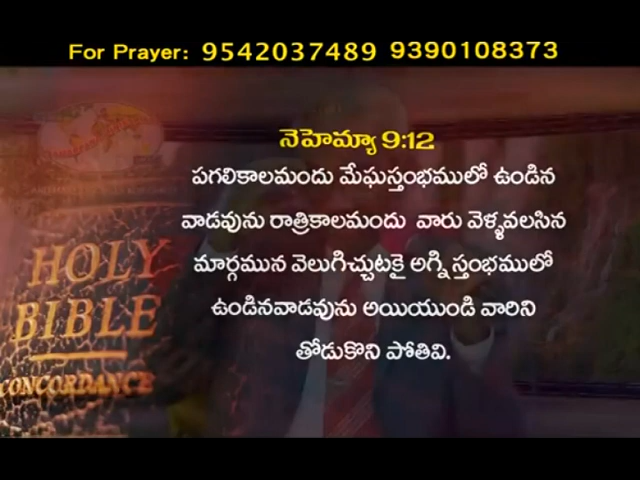 For Prayer: 9542037489 9390108373
నెహెమ్యా 9:12
పగలికాలమందు మేఘస్తంభములో ఉండిన
వాడవును రాత్రికాలమందు వారు వెళ్ళవలసిన
మార్గమున వెలుగిచ్చుటకై అగ్ని స్తంభములో
ఉండినవాడవును అయియుండి వారిని
తోడుకొని పోతివి.
HOLY
BIBLE
CONCORDANCE